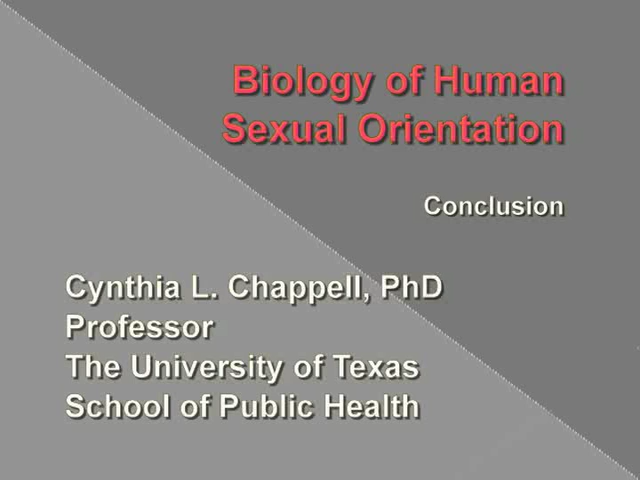 Biology of Human
Sexual Orientation
Conclusion
Cynthia L. Chappell, PhD
Professor
The University of Texas
School of Public Health